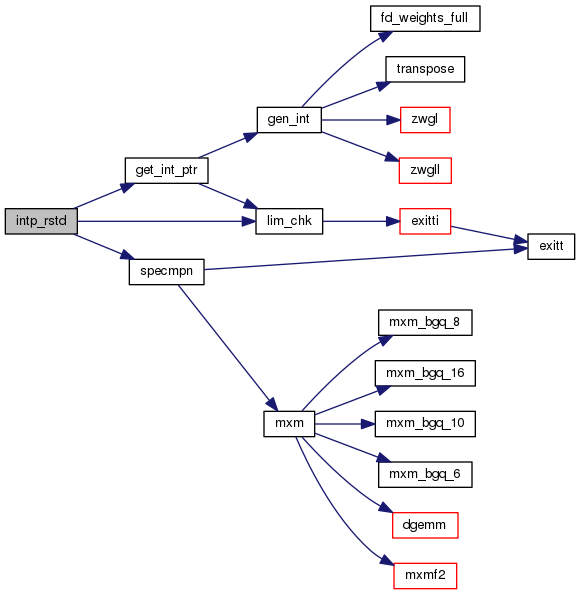 fd_weights_full
transpose
gen_int
zwgl
get_int_ptr
zwgll
intp_rstd
lim_chk
exitti
exitt
specmpn
mxm_bgq_8
mxm_bgq_16
mxm
mxm_bgq_10
mxm_bgq_6
dgemm
mxmf2